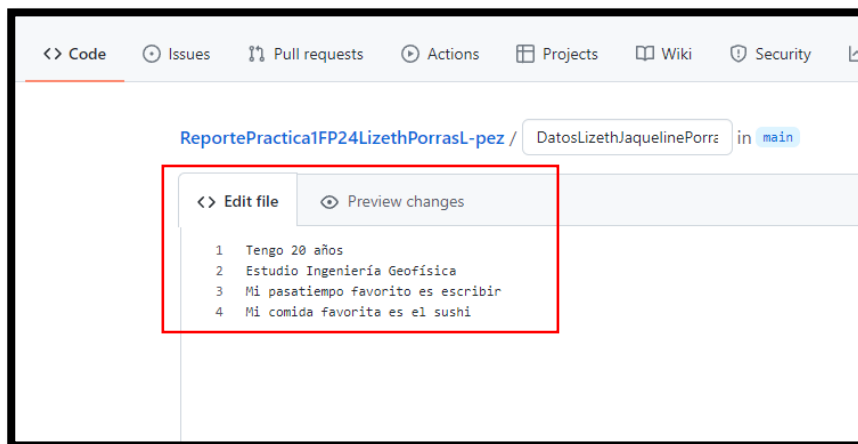 <> Code Issues Pull requests Actions Projects Wiki Security
ReportePractica1FP24LizethPorrasL-pez / DatosLizethJaquelinePorra in main
<> Edit file Preview changes
1 Tengo 20 años
2 Estudio Ingeniería Geofísica
3 Mi pasatiempo favorito es escribir
4 Mi comida favorita es el sushi